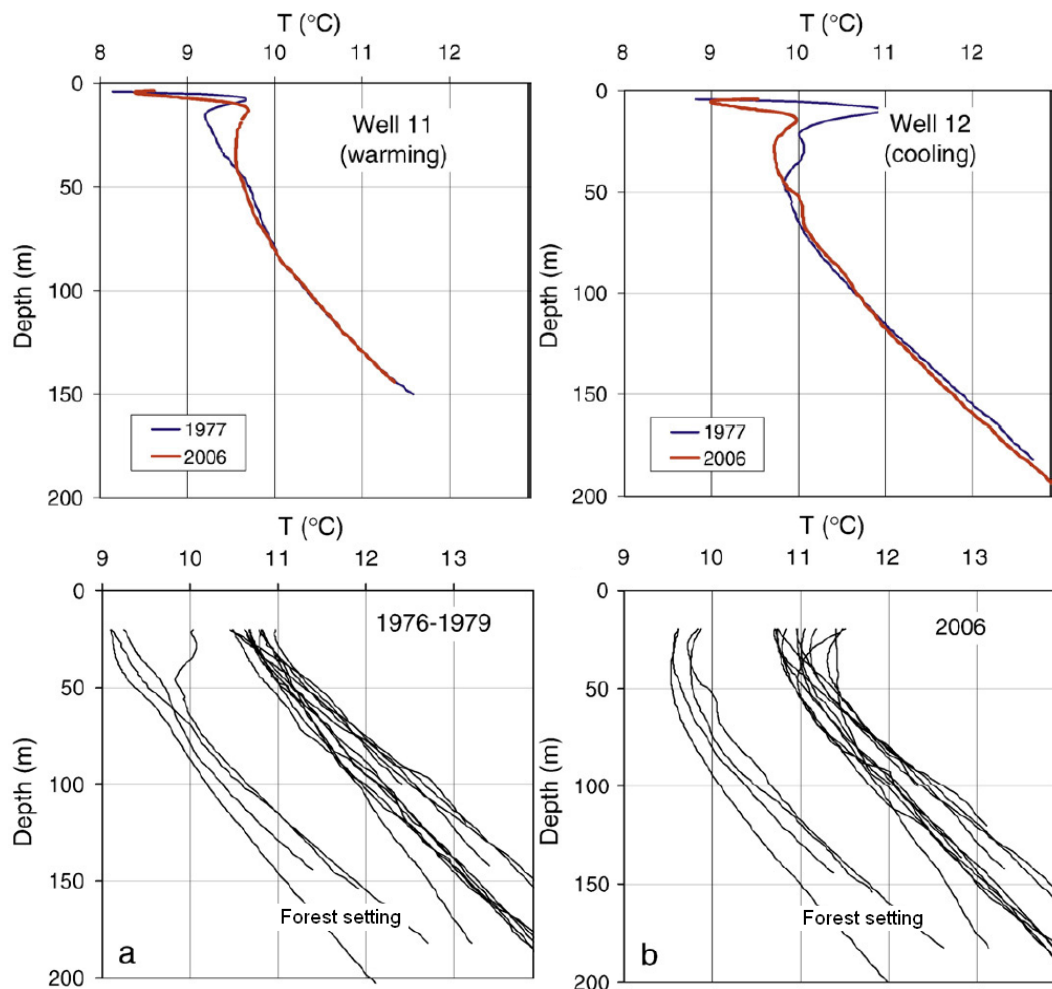 T (°C)
8 9 10 11 12
0
50
100
150
200
Depth (m)
Well 11
(warming)
1977
2006
T (°C)
8 9 10 11 12
0
50
100
150
200
Depth (m)
Well 12
(cooling)
1977
2006
T (°C)
9 10 11 12 13
0
50
100
150
200
Depth (m)
1976-1979
Forest setting
a
T (°C)
9 10 11 12 13
0
50
100
150
200
Depth (m)
2006
Forest setting
b